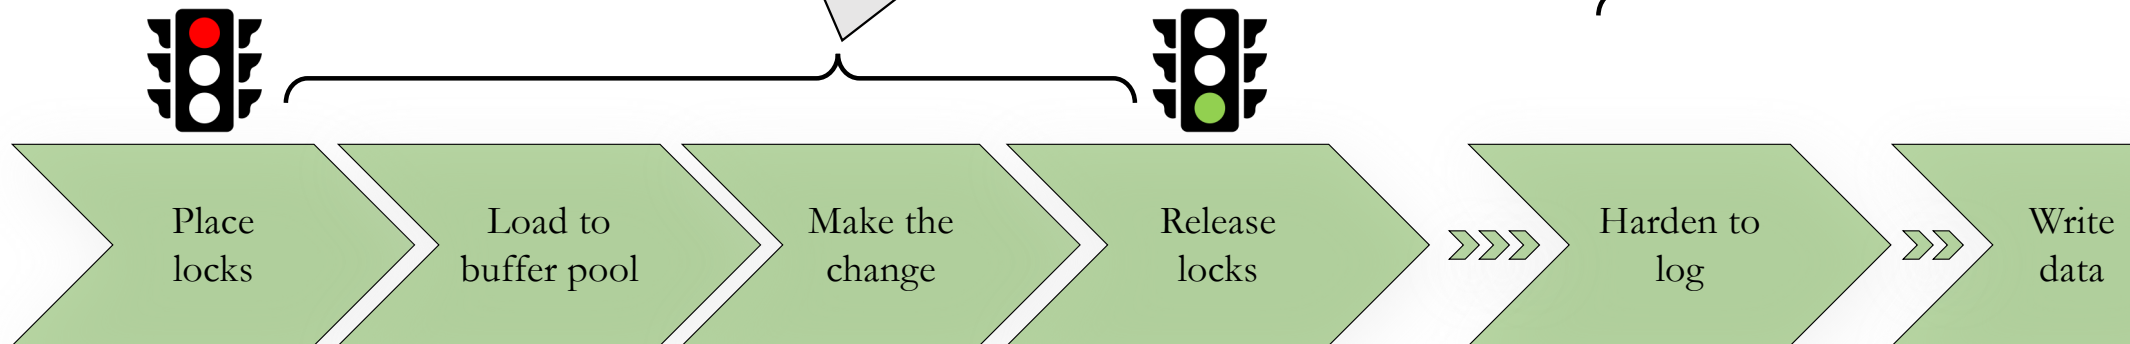 Place
locks
Load to
buffer pool
Make the
change
Release
locks
Harden to
log
Write
data